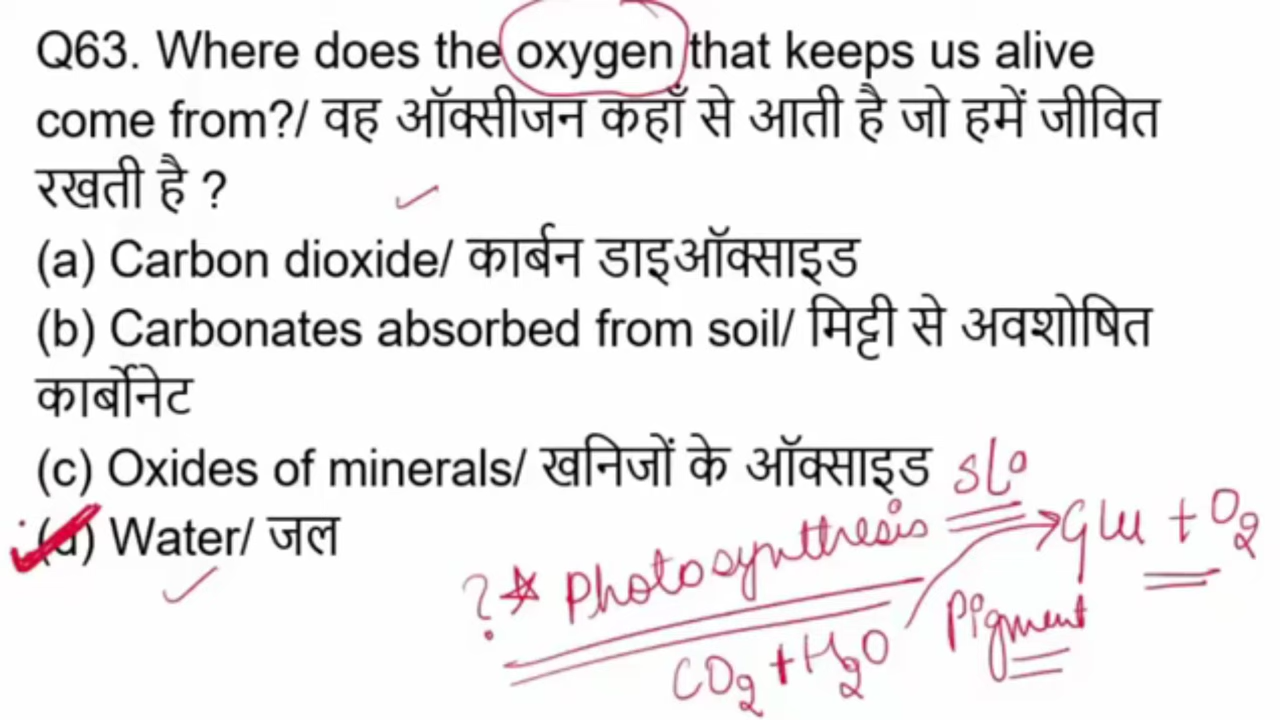 Q63. Where does the oxygen that keeps us alive
come from?/ वह ऑक्सीजन कहाँ से आती है जो हमें जीवित
रखती है ?
(a) Carbon dioxide/ कार्बन डाइऑक्साइड
(b) Carbonates absorbed from soil/ मिट्टी से अवशोषित
कार्बोनेट
(c) Oxides of minerals/ खनिजों के ऑक्साइड
(d) Water/ जल
? Photosynthesis
CO2 + H2O
Glu + O2
Pigment